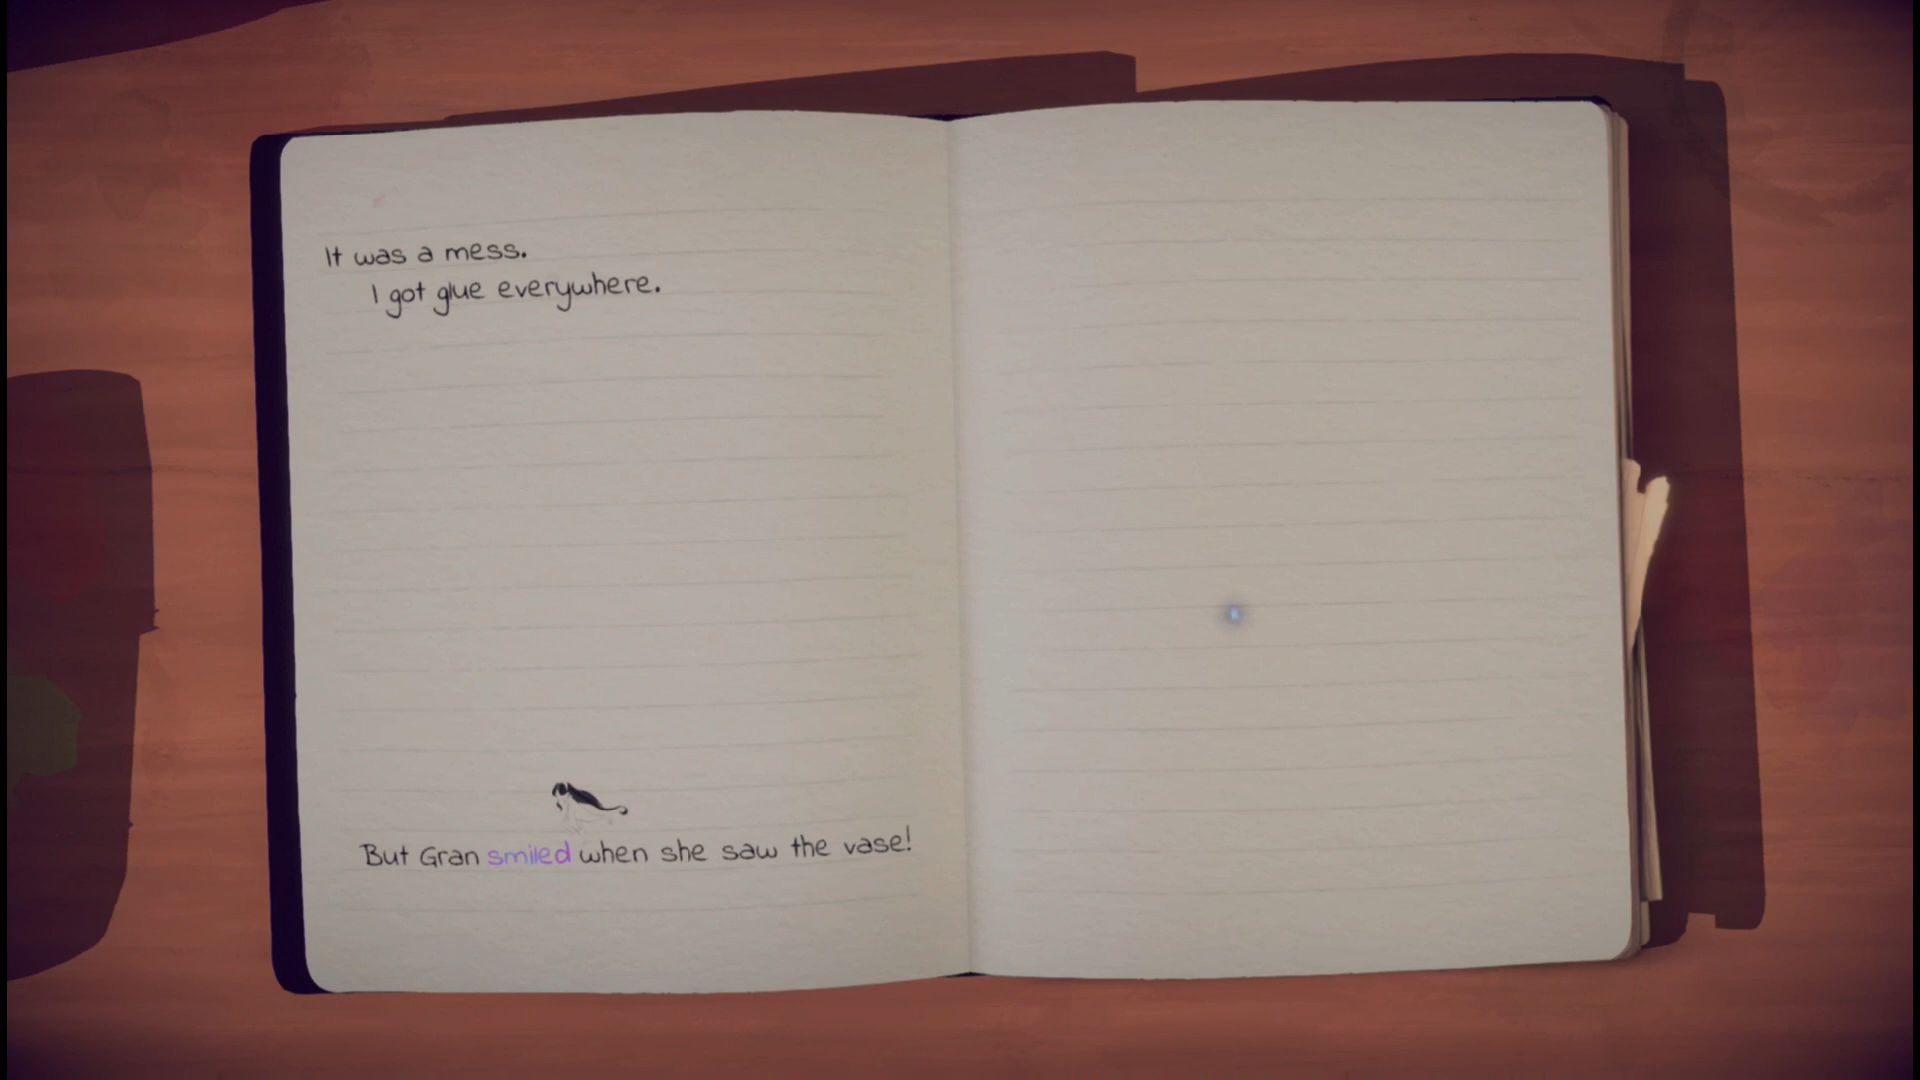 It was a mess.
I got glue everywhere.
But Gran smiled when she saw the vase!